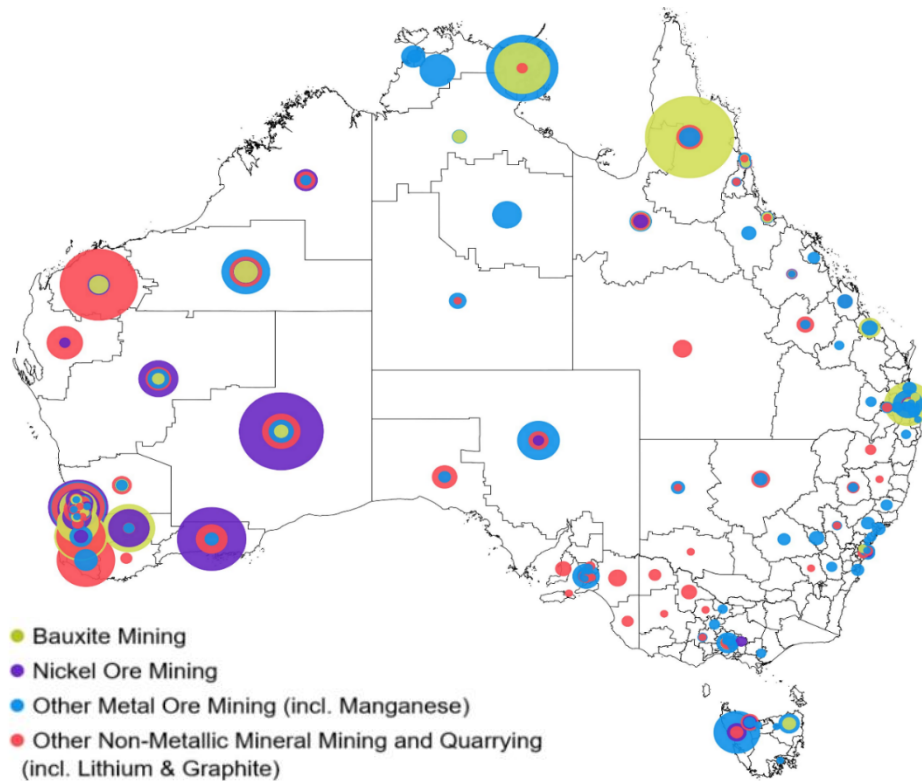 Bauxite Mining
Nickel Ore Mining
Other Metal Ore Mining (incl. Manganese)
Other Non-Metallic Mineral Mining and Quarrying
(incl. Lithium & Graphite)